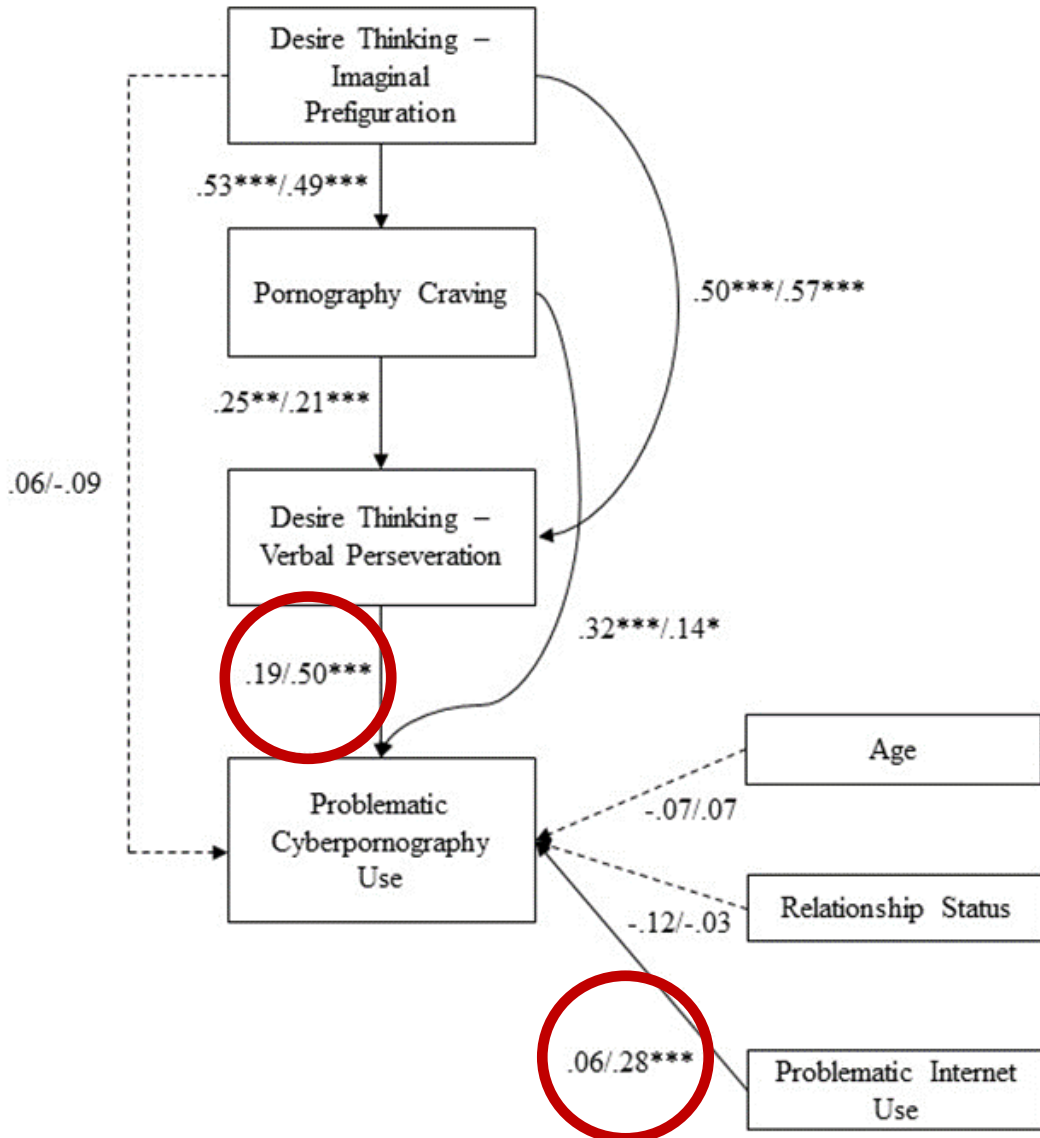 Desire Thinking –
Imaginal
Prefiguration
.53***/.49***
Pornography Craving
.50***/.57***
.25**/.21***
.06/-.09
Desire Thinking –
Verbal Perseveration
.32***/.14*
.19/.50***
Age
Problematic
Cyberpornography
Use
-.07/.07
Relationship Status
-.12/-.03
.06/.28***
Problematic Internet
Use